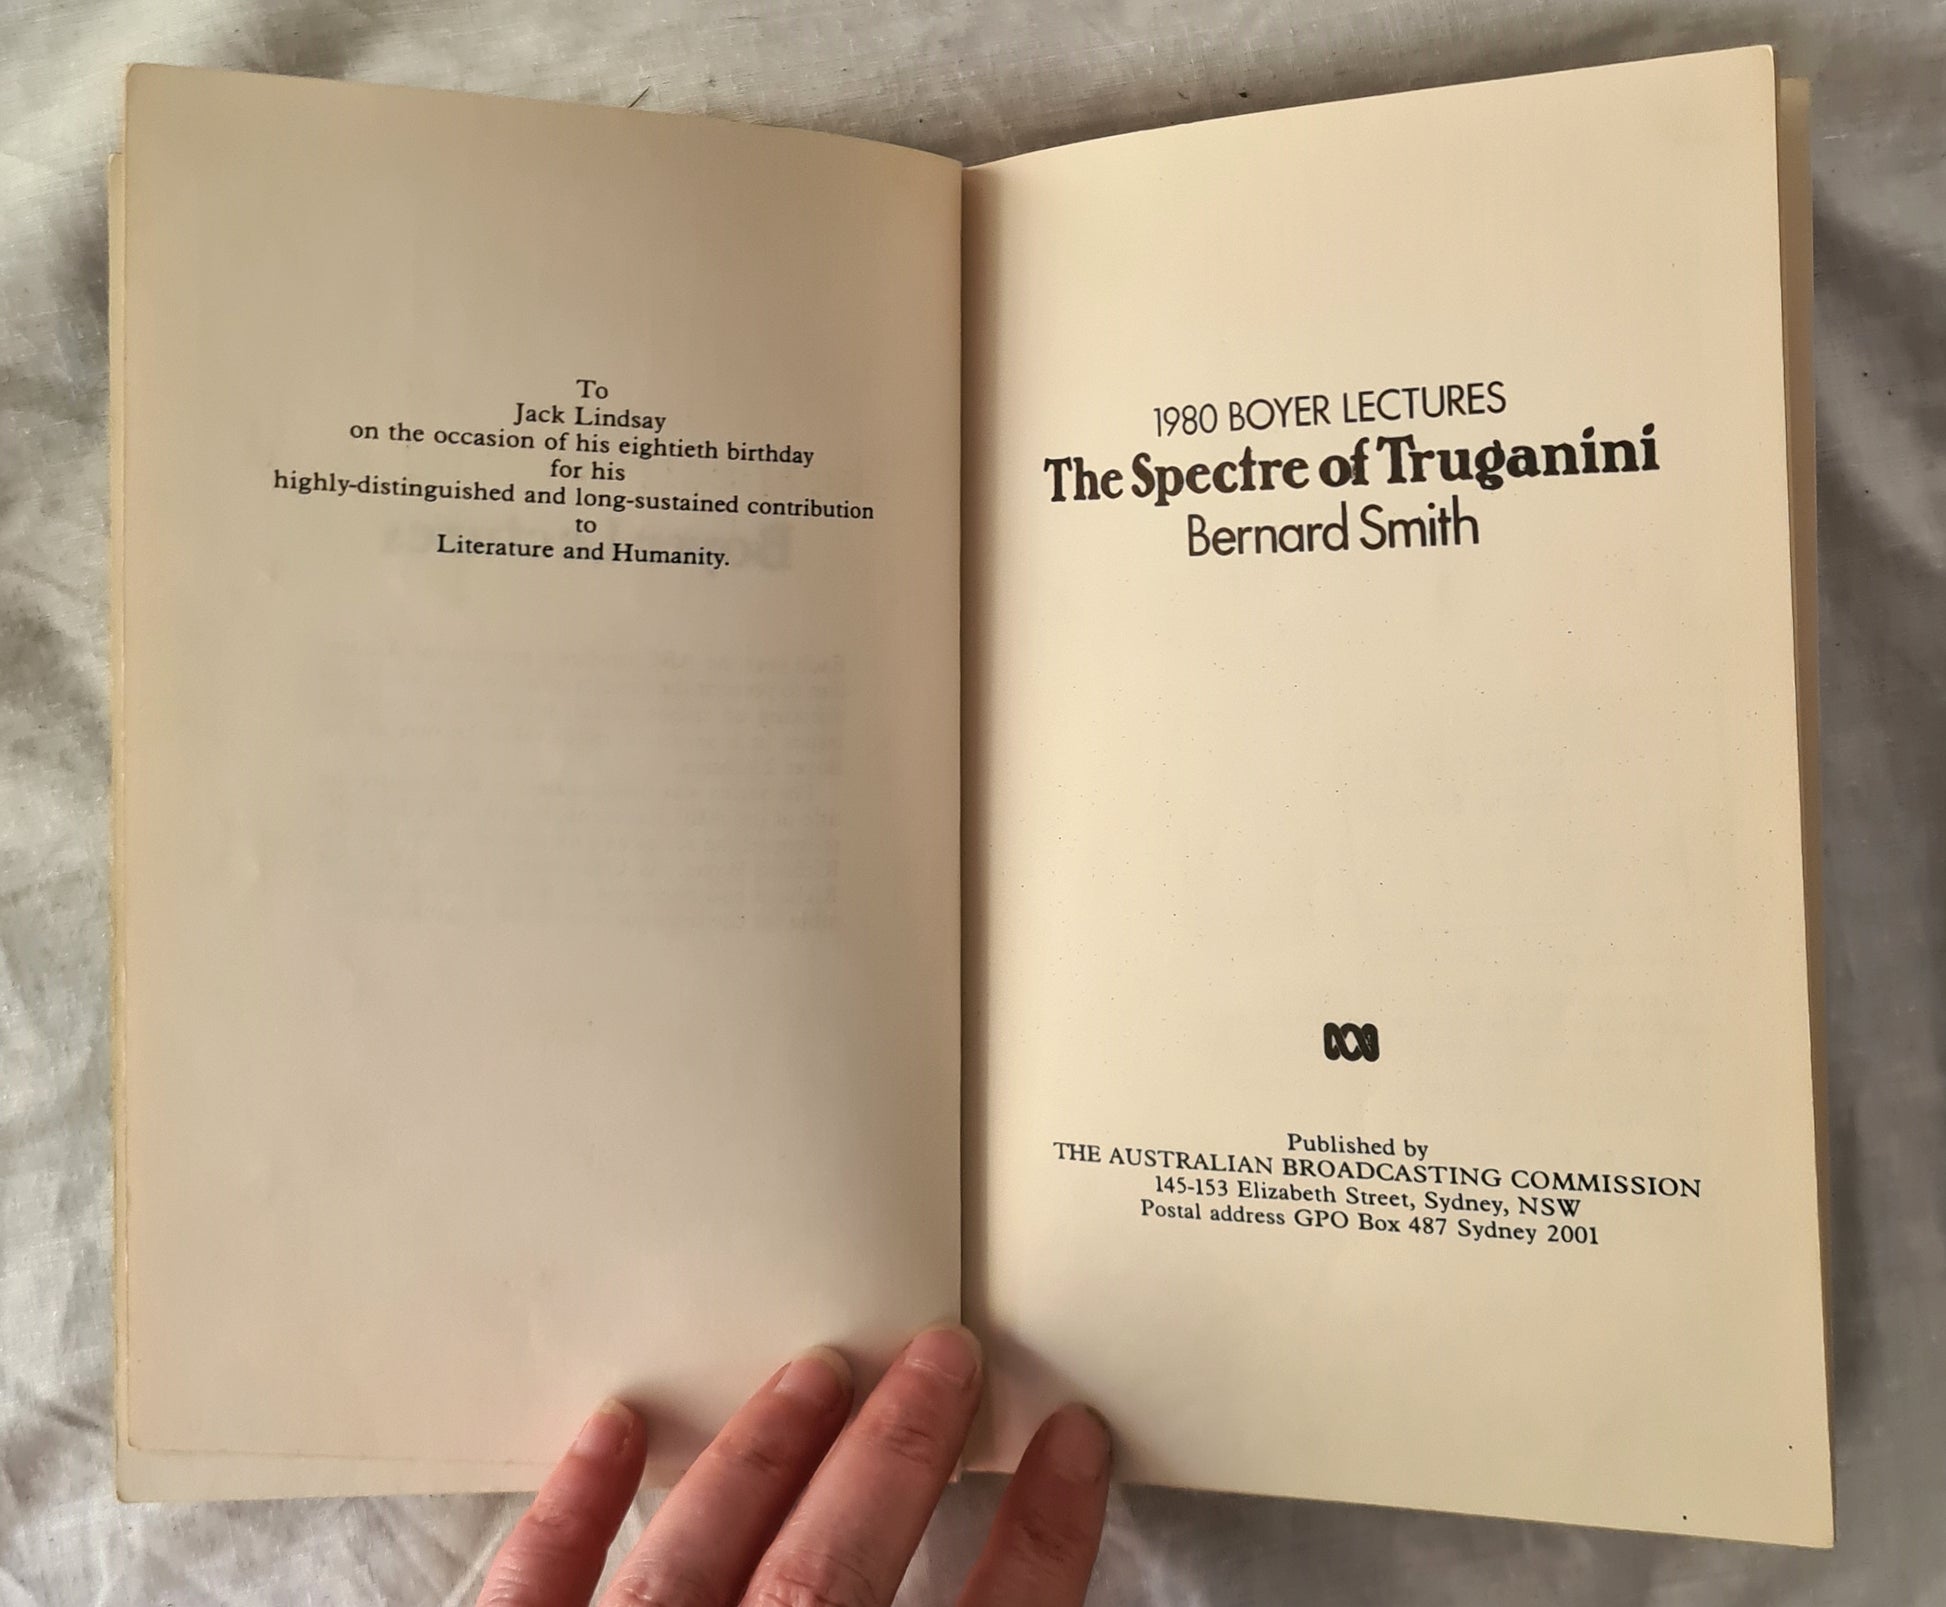 To
Jack Lindsay
on the occasion of his eightieth birthday
for his
highly-distinguished and long-sustained contribution
to
Literature and Humanity.
1980 BOYER LECTURES
The Spectre of Truganini
Bernard Smith
Published by
THE AUSTRALIAN BROADCASTING COMMISSION
145-153 Elizabeth Street, Sydney, NSW
Postal address GPO Box 487 Sydney 2001